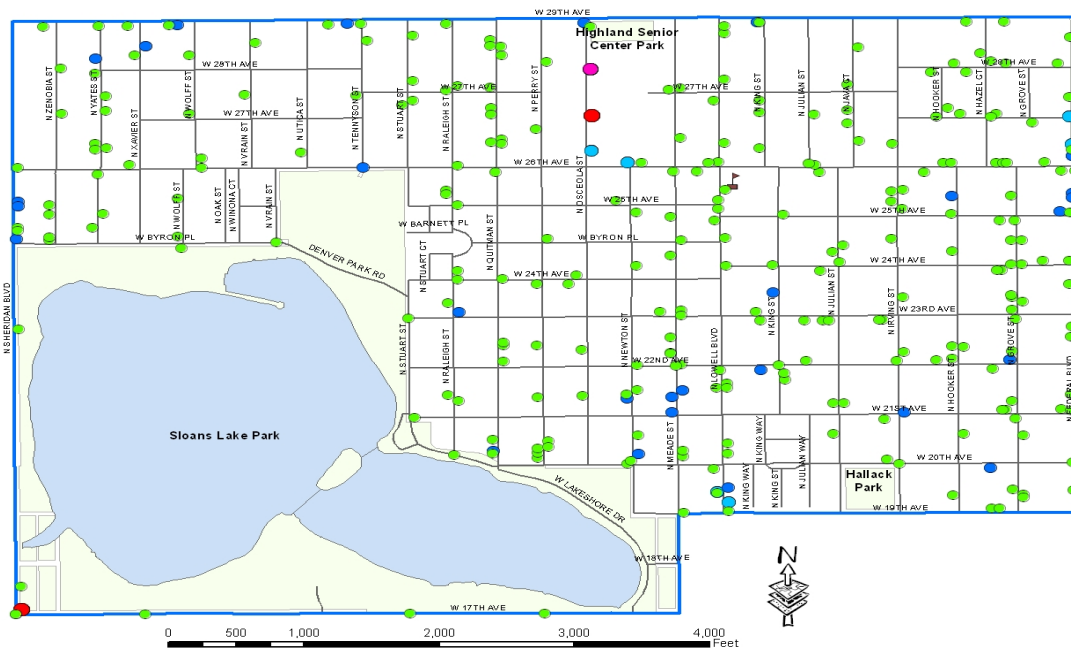 W 29TH AVE
Highland Senior
Center Park
W 28TH AVE
W 28TH AVE
N ZENOBIA ST
N YATES ST
N XAVIER ST
N WOLFF ST
N VRAIN ST
N UTICA ST
N TENNYSON ST
N STUART ST
N RALEIGH ST
N PERRY ST
N OSCEOLA ST
N KING ST
N JULIAN ST
N JAVA CT
N HOOKER ST
N HAZEL CT
N GROVE ST
W 27TH AVE
W 27TH AVE
W 27TH AVE
W 26TH AVE
N WOLFF ST
N OAK ST
N WINONA CT
N VRAIN ST
W 25TH AVE
W 25TH AVE
W BARNETT PL
W BYRON PL
W BYRON PL
N QUITMAN ST
N STUART CT
DENVER PARK RD
W 24TH AVE
W 24TH AVE
N SHERIDAN BLVD
N STUART ST
N RALEIGH ST
N NEWTON ST
N LOWELL BLVD
N KING ST
N JULIAN ST
N IRVING ST
W 23RD AVE
N HOOKER ST
N GROVE ST
N FEDERAL BLVD
W 22ND AVE
W 21ST AVE
Sloans Lake Park
N MEADE ST
N KING WAY
N JULIAN WAY
W 20TH AVE
N KING WAY
N KING ST
Hallack
Park
W 19TH AVE
W LAKESHORE DR
W 18TH AVE
W 17TH AVE
N
0 500 1,000 2,000 3,000 4,000
Feet